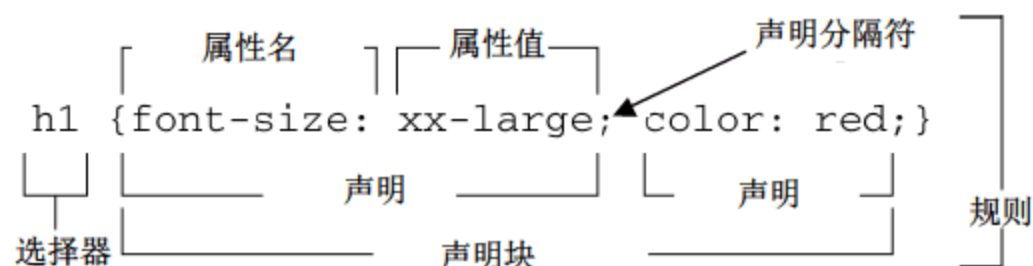 属性名 属性值 声明分隔符
h1 {font-size: xx-large; color: red;}
声明 声明
规则
选择器 声明块